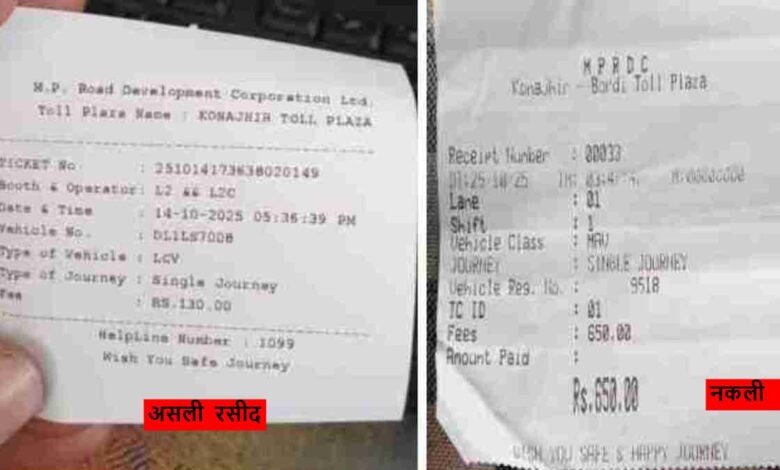 M.P. Road Development Corporation Ltd.
Toll Plaza Name : KONAJHIR TOLL PLAZA
TICKET No : 251014173638020149
Booth & Operator: L2 && L2C
Date & Time : 14-10-2025 05:36:39 PM
Vehicle No. : DL1LS7008
Type of Vehicle : LCV
Type of Journey : Single Journey
Fee : RS.130.00
HelpLine Number : 1099
Wish You Safe Journey
असली रसीद
M P R D C
Konajhir - Bordi Toll Plaza
Receipt Number : 00033
DT:25-10-25
Lane : 01
Shift : 1
Vehicle Class : MAV
JOURNEY : SINGLE JOURNEY
Vehicle Reg. No. : 9518
TC ID : 01
Fees : 650.00
Amount Paid :
Rs.650.00
नकली
WISH YOU SAFE & HAPPY JOURNEY